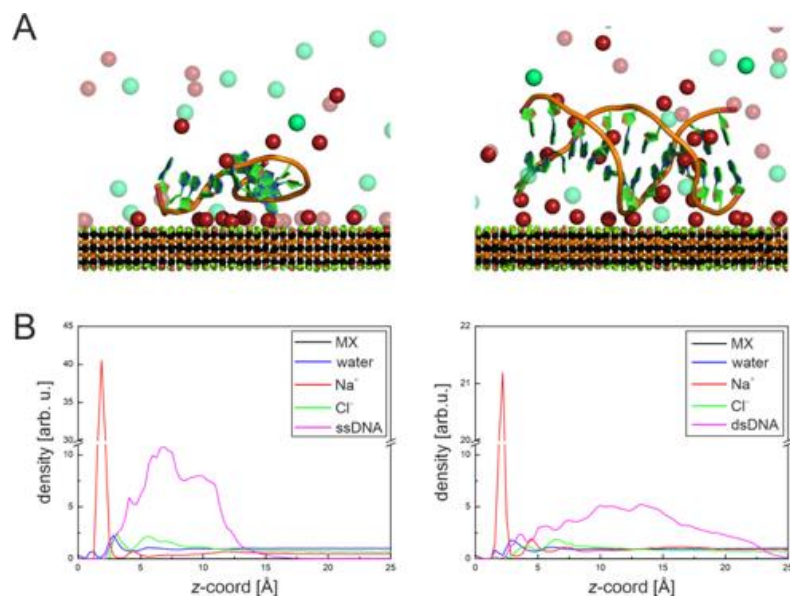 A
B
45
40
35
30
10
5
0
0 5 10 15 20 25
density [arb. u.]
z-coord [Å]
MX
water
Na⁺
Cl⁻
ssDNA
22
21
20
10
5
0
0 5 10 15 20 25
density [arb.u.]
z-coord [Å]
MX
water
Na⁺
Cl⁻
dsDNA